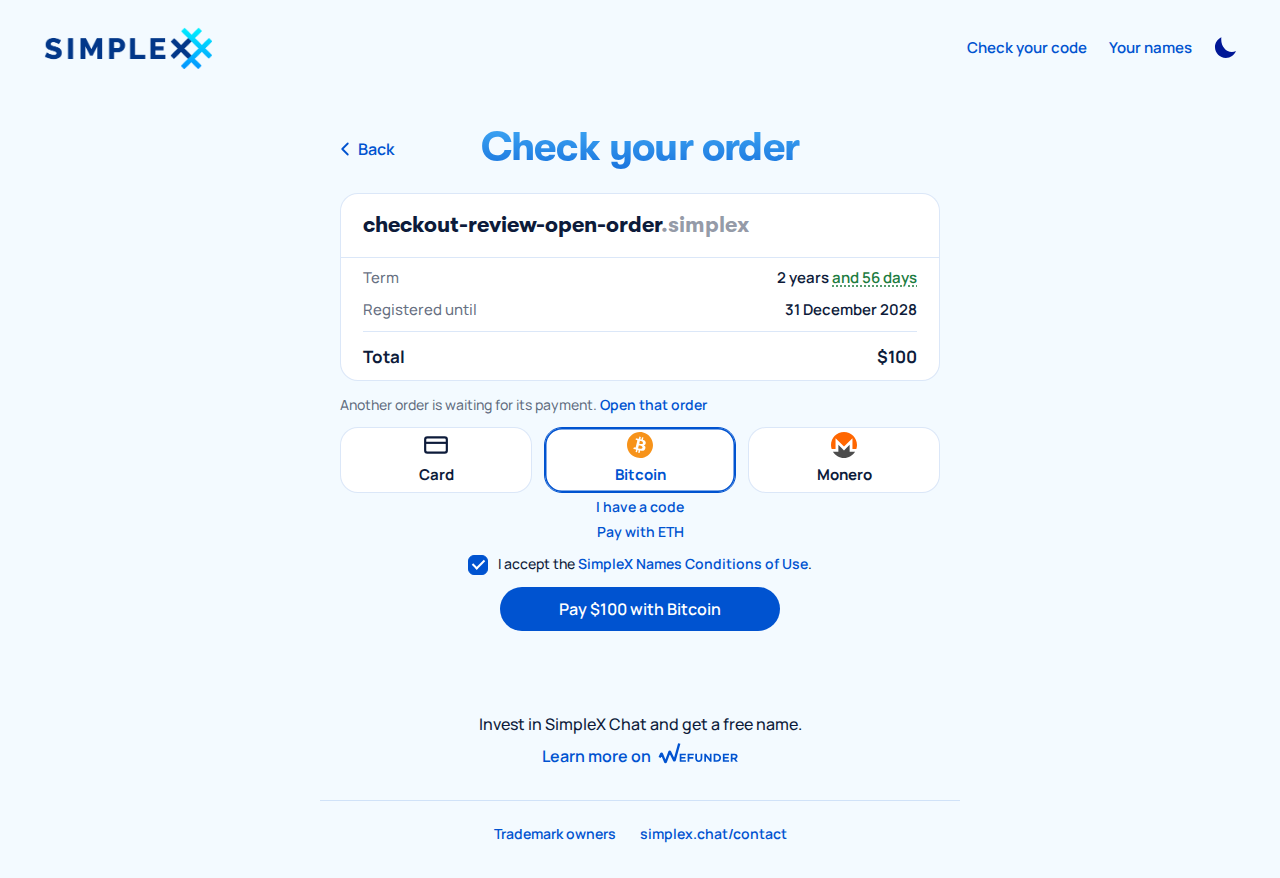 SIMPLEX
Check your code
Your names
Back
Check your order
checkout-review-open-order.simplex
Term
2 years and 56 days
Registered until
31 December 2028
Total
$100
Another order is waiting for its payment. Open that order
Card
Bitcoin
Monero
I have a code
Pay with ETH
I accept the SimpleX Names Conditions of Use.
Pay $100 with Bitcoin
Invest in SimpleX Chat and get a free name.
Learn more on WEFUNDER
Trademark owners
simplex.chat/contact